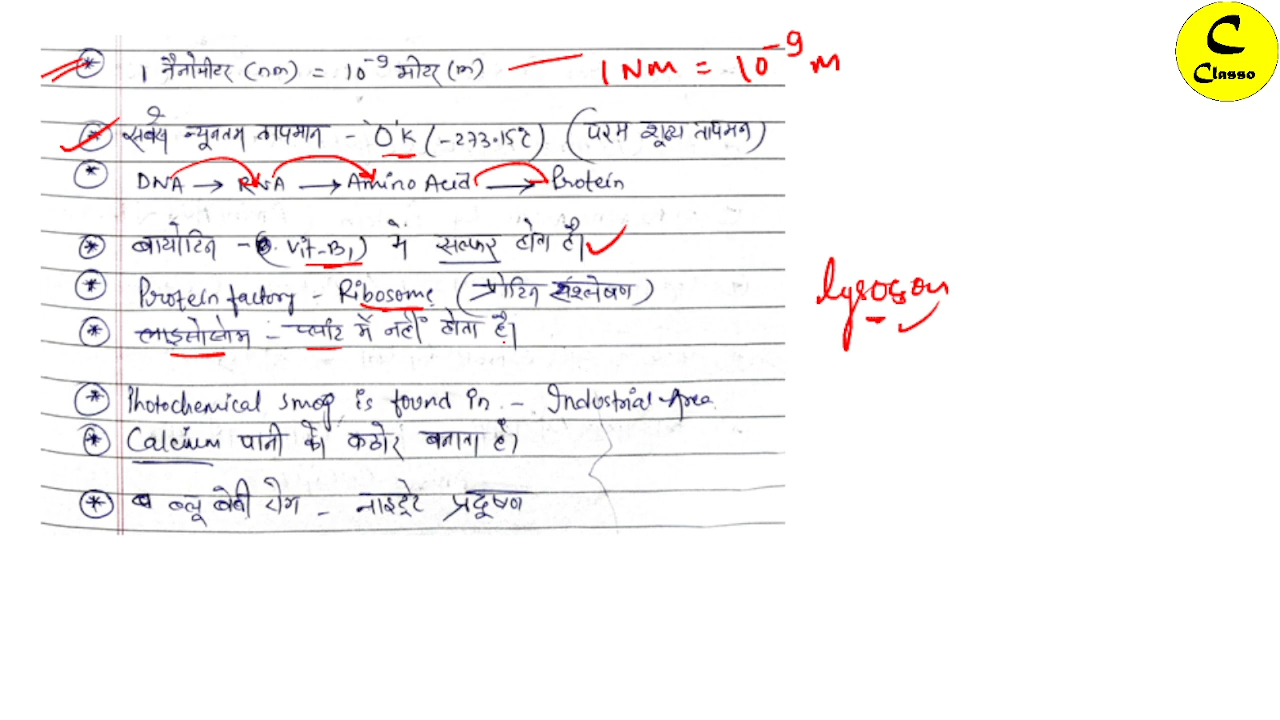 * 1 नैनोमीटर (nm) = 10⁻⁹ मीटर (m) — 1 Nm = 10⁻⁹ m
* सबसे न्यूनतम तापमान - 0°K (-273.15°C) (परम शून्य तापमान)
* DNA → RNA → Amino Acid → Protein
* बायोटिन - (Vit-B₁) में सल्फर होता है। ✓
* Protein factory - Ribosome (प्रोटिन संश्लेषण)
* लाइसोसोम - प्लांट में नहीं होता है।
lysosom ✓
* Photochemical smog is found in - Industrial Area
* Calcium पानी को कठोर बनाता है।
* ब्लू बेबी रोग - नाइट्रेट प्रदूषण
C
Classo